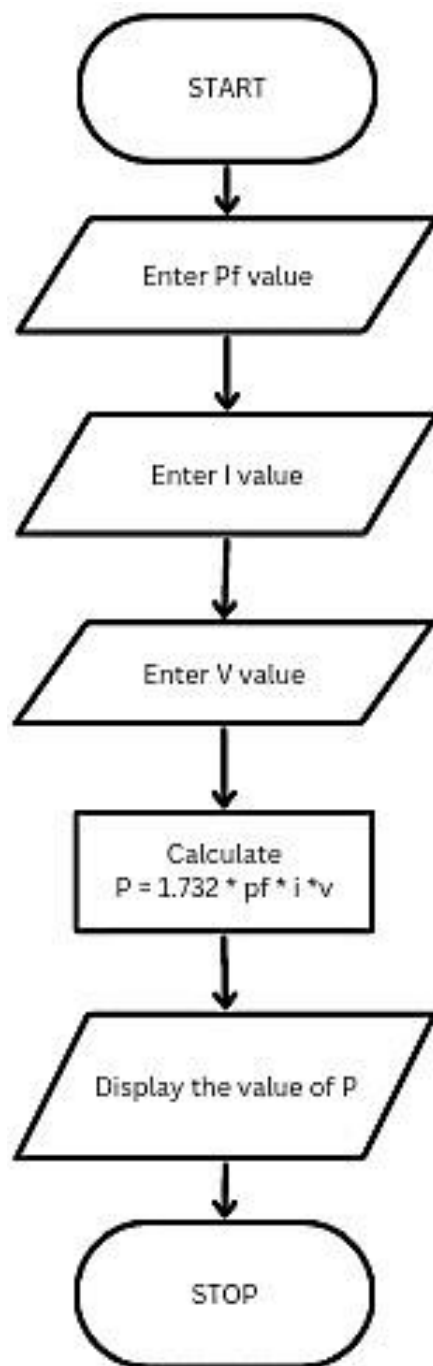 START
Enter Pf value
Enter I value
Enter V value
Calculate
P = 1.732 * pf * i *v
Display the value of P
STOP